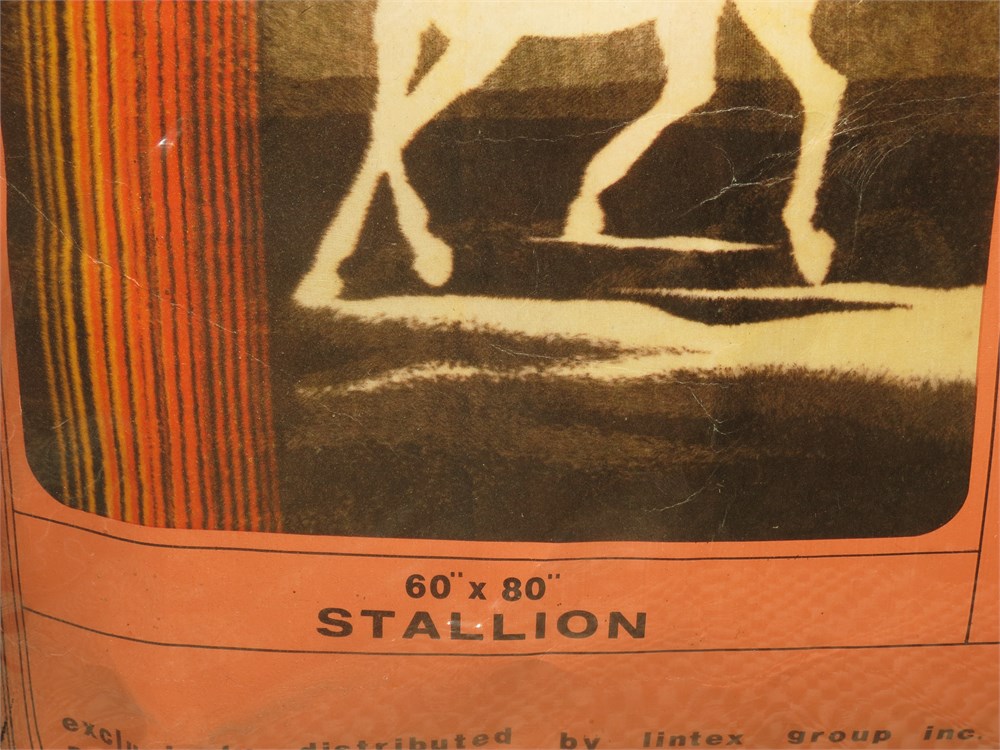 60" x 80"
STALLION
distributed by lintex group inc.